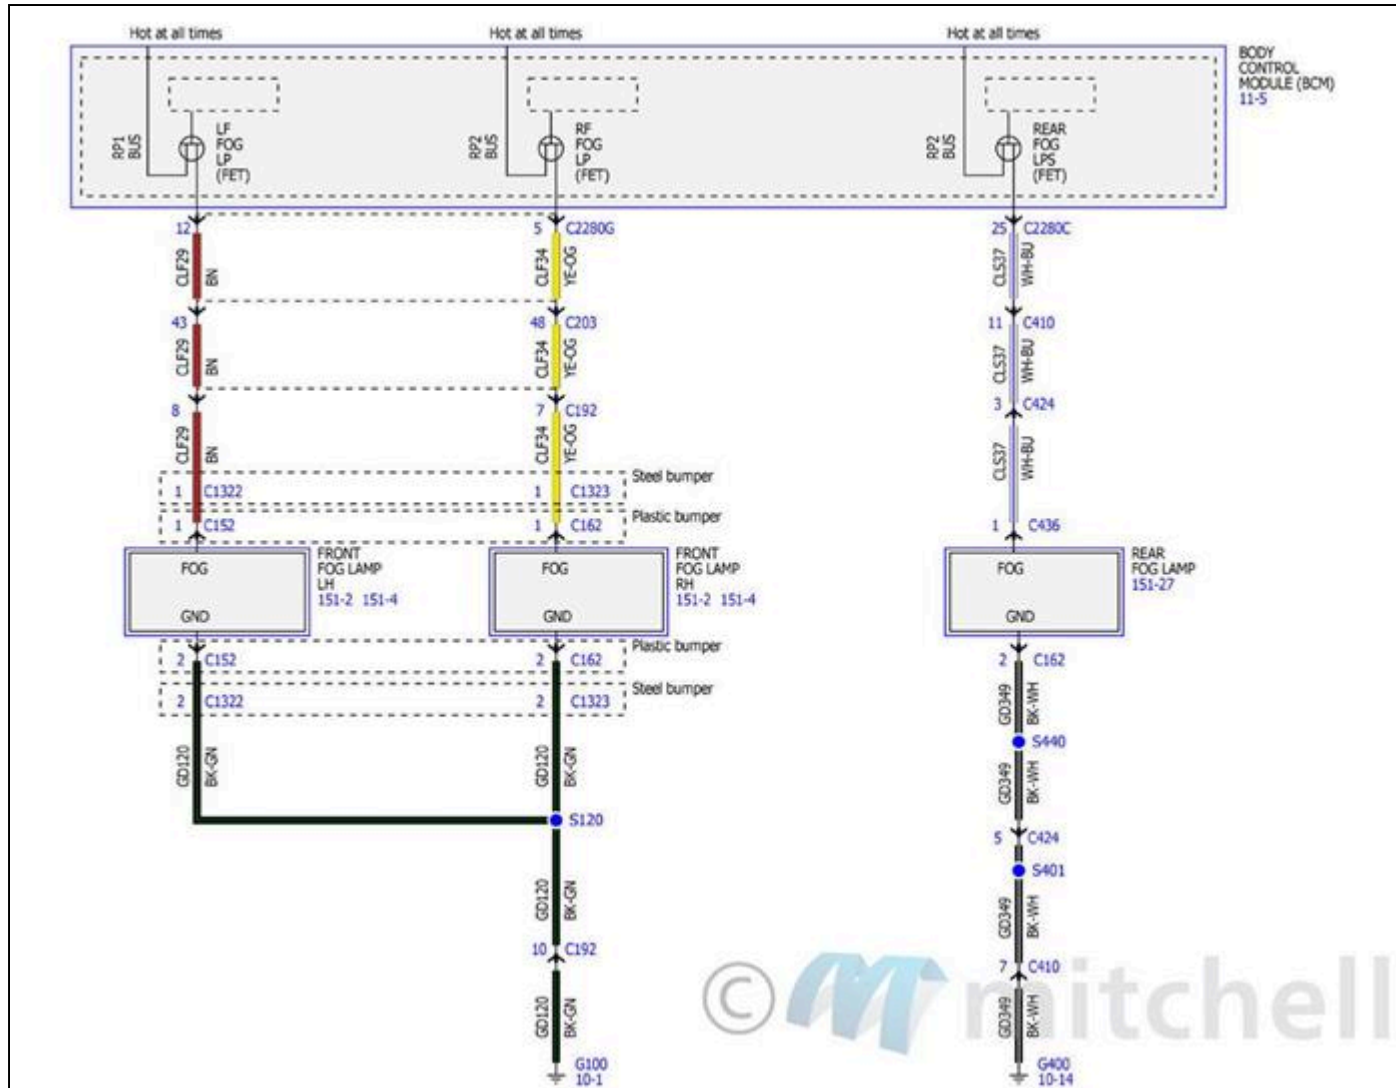 Hot at all times
Hot at all times
Hot at all times
BODY
CONTROL
MODULE (BCM)
11-5
RP1
BUS
LF
FOG
LP
(FET)
RP2
BUS
RF
FOG
LP
(FET)
RP2
BUS
REAR
FOG
LPS
(FET)
12
5 C2280G
25 C2280C
CLF29
BN
CLF34
YE-OG
CLS37
WH-BU
43
48 C203
11 C410
CLF29
BN
CLF34
YE-OG
CLS37
WH-BU
8
7 C192
3 C424
CLF29
BN
CLF34
YE-OG
CLS37
WH-BU
Steel bumper
1 C1322
1 C1323
Plastic bumper
1 C152
1 C162
1 C436
FOG
GND
FRONT
FOG LAMP
LH
151-2 151-4
FOG
GND
FRONT
FOG LAMP
RH
151-2 151-4
FOG
GND
REAR
FOG LAMP
151-27
Plastic bumper
2 C152
2 C162
2 C162
Steel bumper
2 C1322
2 C1323
GD349
BK-WH
S440
GD120
BK-GN
GD120
BK-GN
GD349
BK-WH
S120
5 C424
S401
GD120
BK-GN
GD349
BK-WH
10 C192
7 C410
GD120
BK-GN
GD349
BK-WH
G100
10-1
G400
10-14
© mitchell